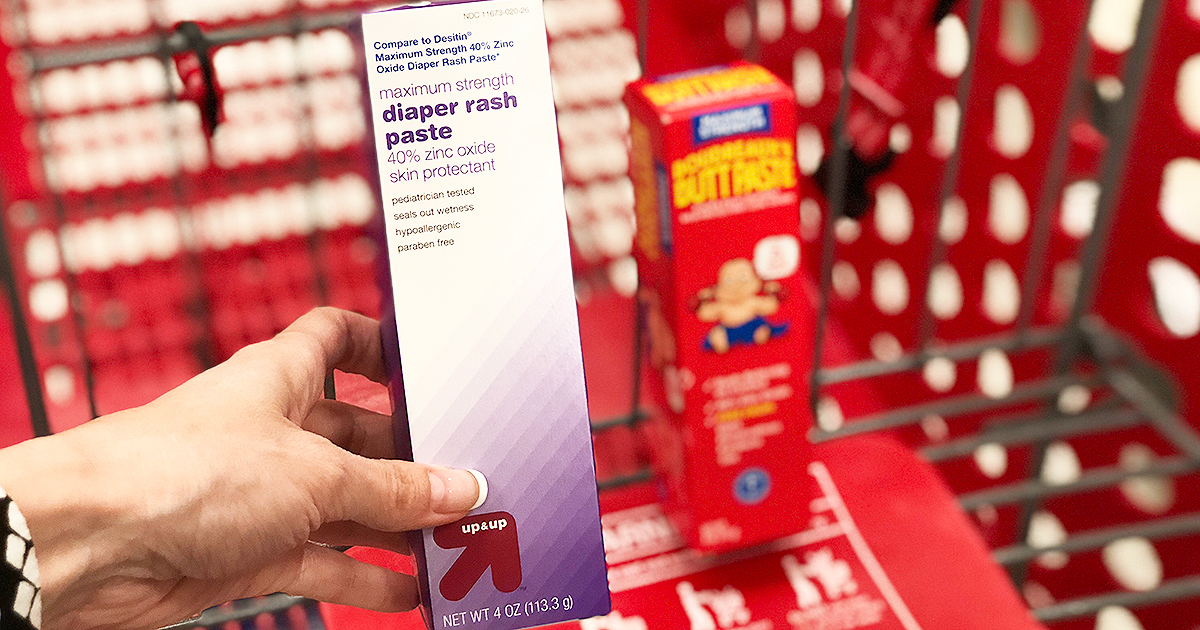 NDC 11673-020-26
Compare to Desitin®
Maximum Strength 40% Zinc
Oxide Diaper Rash Paste*
maximum strength
diaper rash
paste
40% zinc oxide
skin protectant
pediatrician tested
seals out wetness
hypoallergenic
paraben free
up&up
NET WT 4 OZ (113.3 g)
MAXIMUM
STRENGTH
BOUDREAUX'S
BUTT PASTE